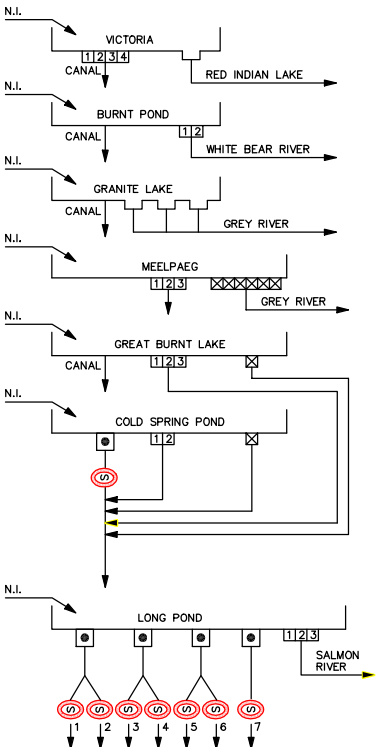 N.I.
VICTORIA
1 2 3 4
CANAL
RED INDIAN LAKE
N.I.
BURNT POND
CANAL
1 2
WHITE BEAR RIVER
N.I.
GRANITE LAKE
CANAL
GREY RIVER
N.I.
MEELPAEG
1 2 3
GREY RIVER
N.I.
GREAT BURNT LAKE
CANAL
1 2 3
N.I.
COLD SPRING POND
1 2
S
N.I.
LONG POND
1 2 3
SALMON
RIVER
S S S S S S S
1 2 3 4 5 6 7